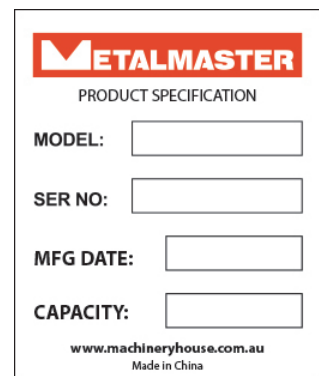 METALMASTER
PRODUCT SPECIFICATION
MODEL:
SER NO:
MFG DATE:
CAPACITY:
www.machineryhouse.com.au
Made in China